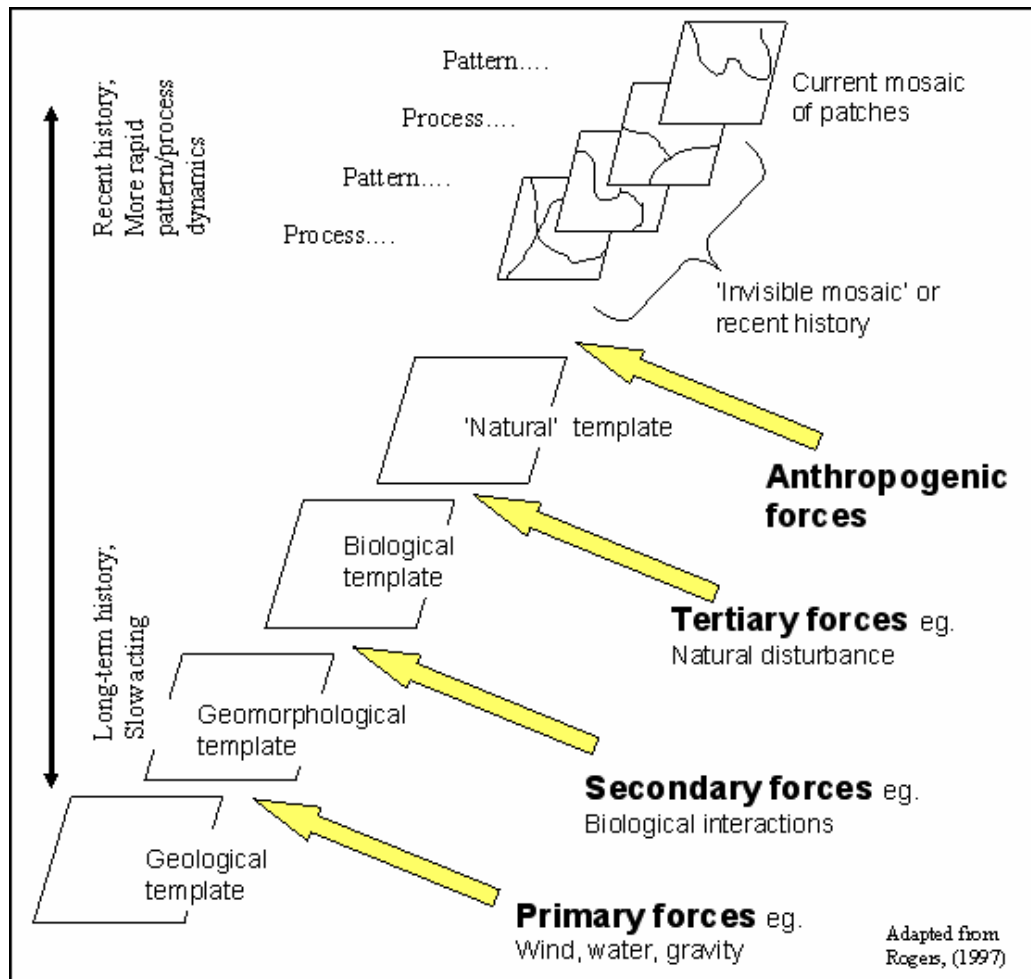 Pattern....
Process....
Pattern....
Process....
Current mosaic
of patches
'Invisible mosaic' or
recent history
Recent history,
More rapid
pattern/process
dynamics
'Natural' template
Anthropogenic
forces
Biological
template
Tertiary forces eg.
Natural disturbance
Long-term history,
Slow acting
Geomorphological
template
Secondary forces eg.
Biological interactions
Geological
template
Primary forces eg.
Wind, water, gravity
Adapted from
Rogers, (1997)